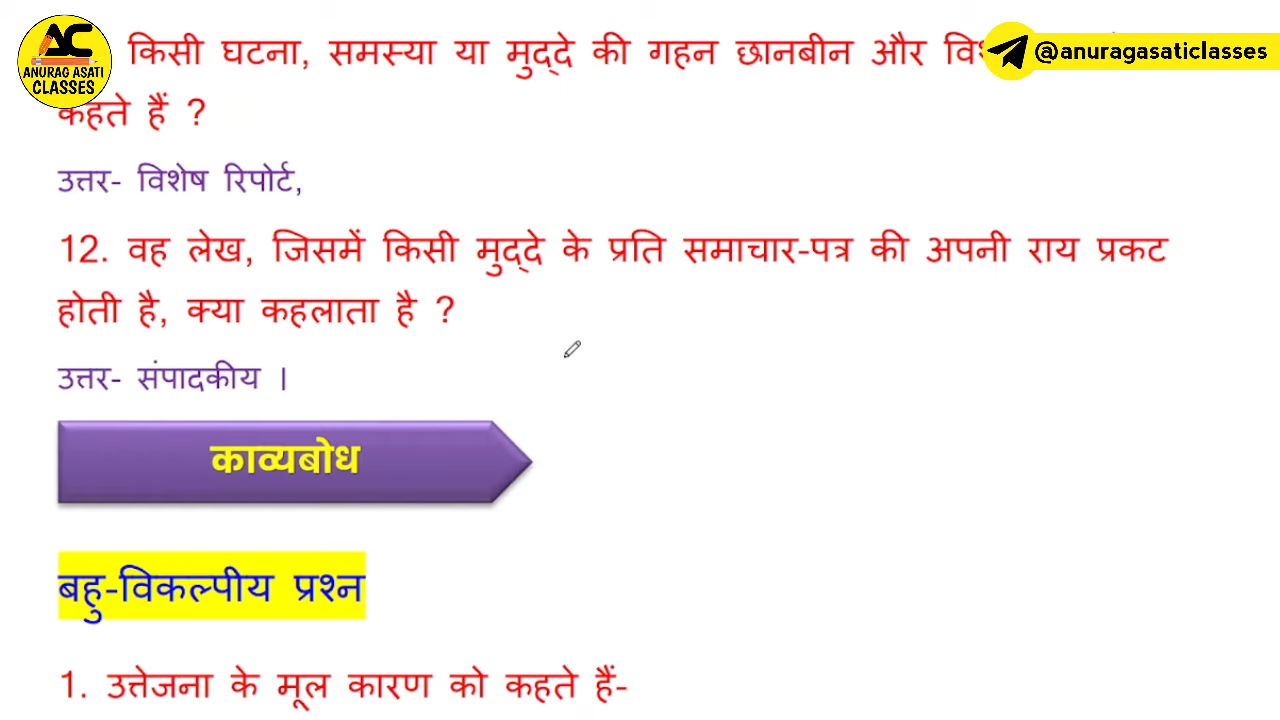 AC
ANURAG ASATI
CLASSES
@anuragasaticlasses
किसी घटना, समस्या या मुद्दे की गहन छानबीन और
कहते हैं ?
उत्तर- विशेष रिपोर्ट,
12. वह लेख, जिसमें किसी मुद्दे के प्रति समाचार-पत्र की अपनी राय प्रकट
होती है, क्या कहलाता है ?
उत्तर- संपादकीय ।
काव्यबोध
बहु-विकल्पीय प्रश्न
1. उत्तेजना के मूल कारण को कहते हैं-